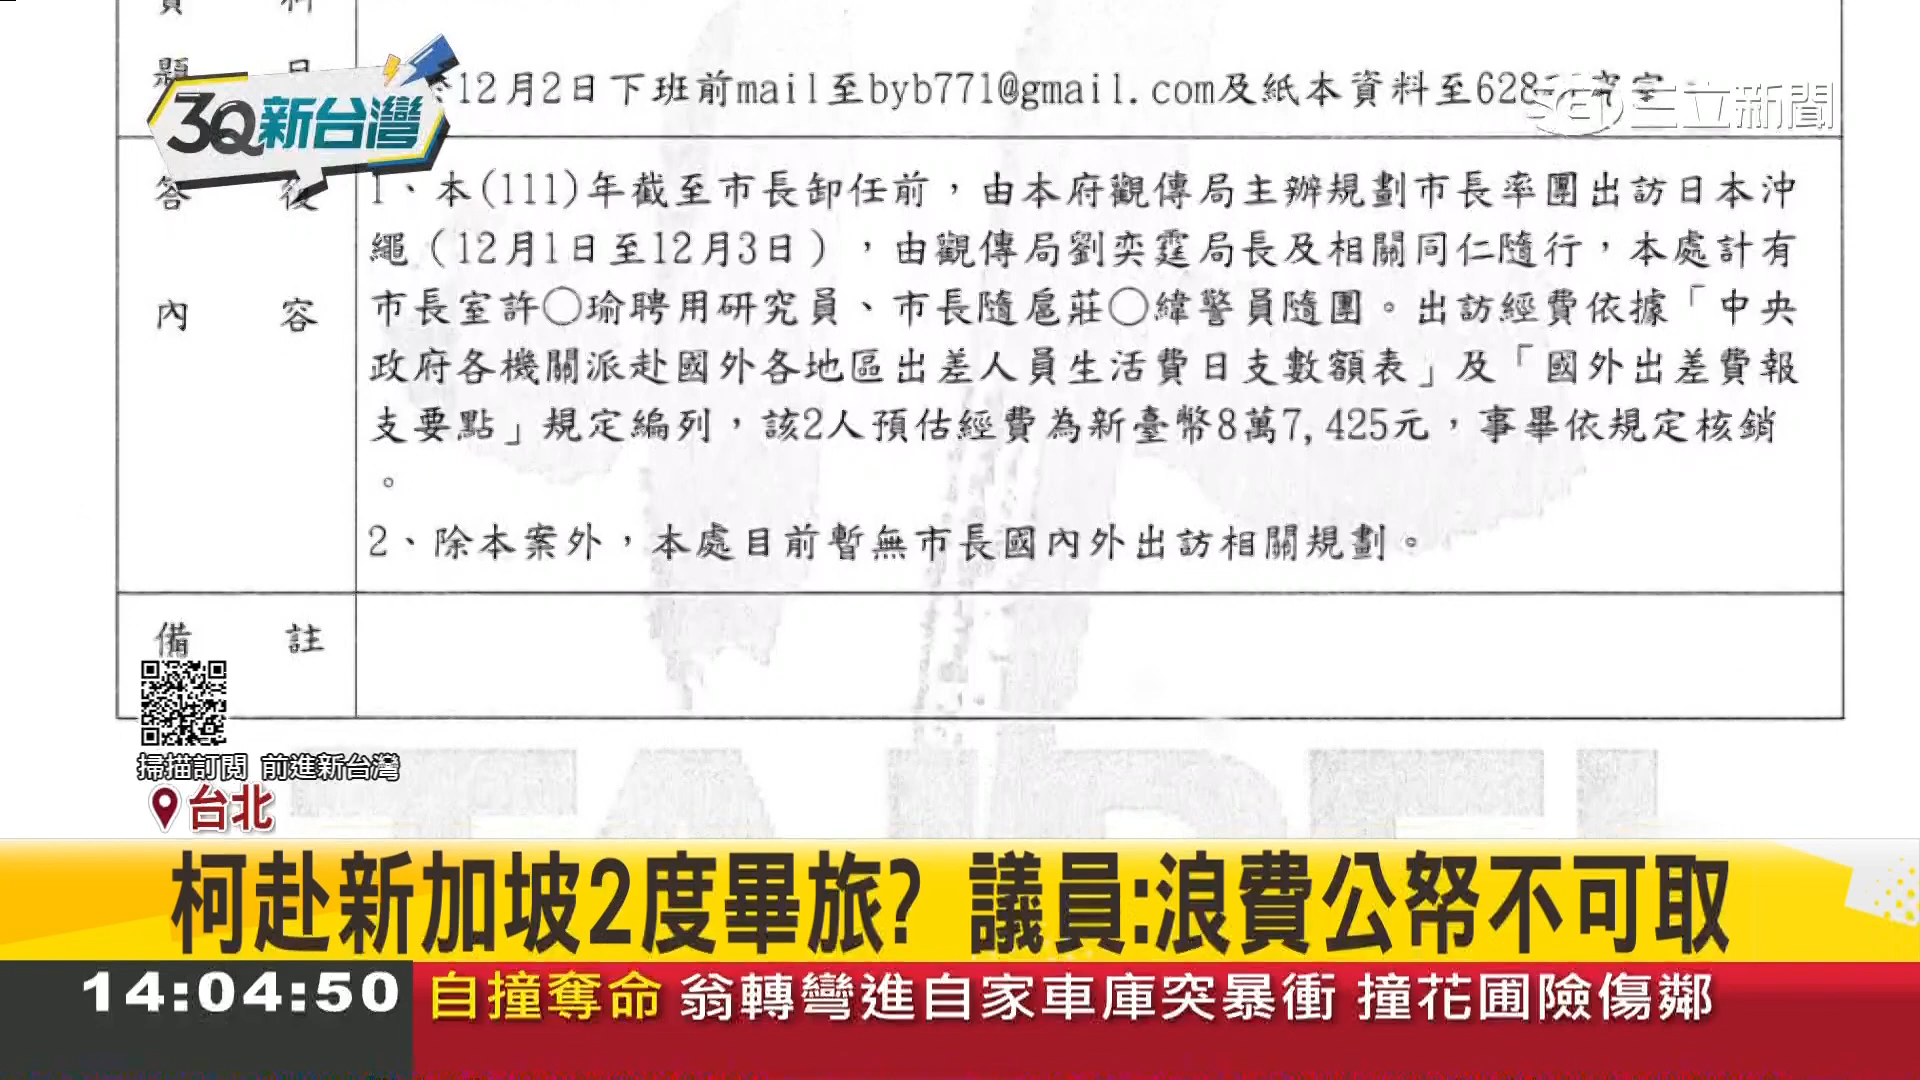 資 料
題 目
12月2日下班前mail至byb771@gmail.com及紙本資料至628研究室
3Q新台灣
三立新聞
答 復
1、本(111)年截至市長卸任前，由本府觀傳局主辦規劃市長率團出訪日本沖
繩（12月1日至12月3日），由觀傳局劉奕霆局長及相關同仁隨行，本處計有
內 容
市長室許○瑜聘用研究員、市長隨扈莊○緯警員隨團。出訪經費依據「中央
政府各機關派赴國外各地區出差人員生活費日支數額表」及「國外出差費報
支要點」規定編列，該2人預估經費為新臺幣8萬7,425元，事畢依規定核銷
。
2、除本案外，本處目前暫無市長國內外出訪相關規劃。
備 註
掃描訂閱 前進新台灣
台北
TAIPEI
柯赴新加坡2度畢旅? 議員:浪費公帑不可取
14:04:50 自撞奪命 翁轉彎進自家車庫突暴衝 撞花圃險傷鄰